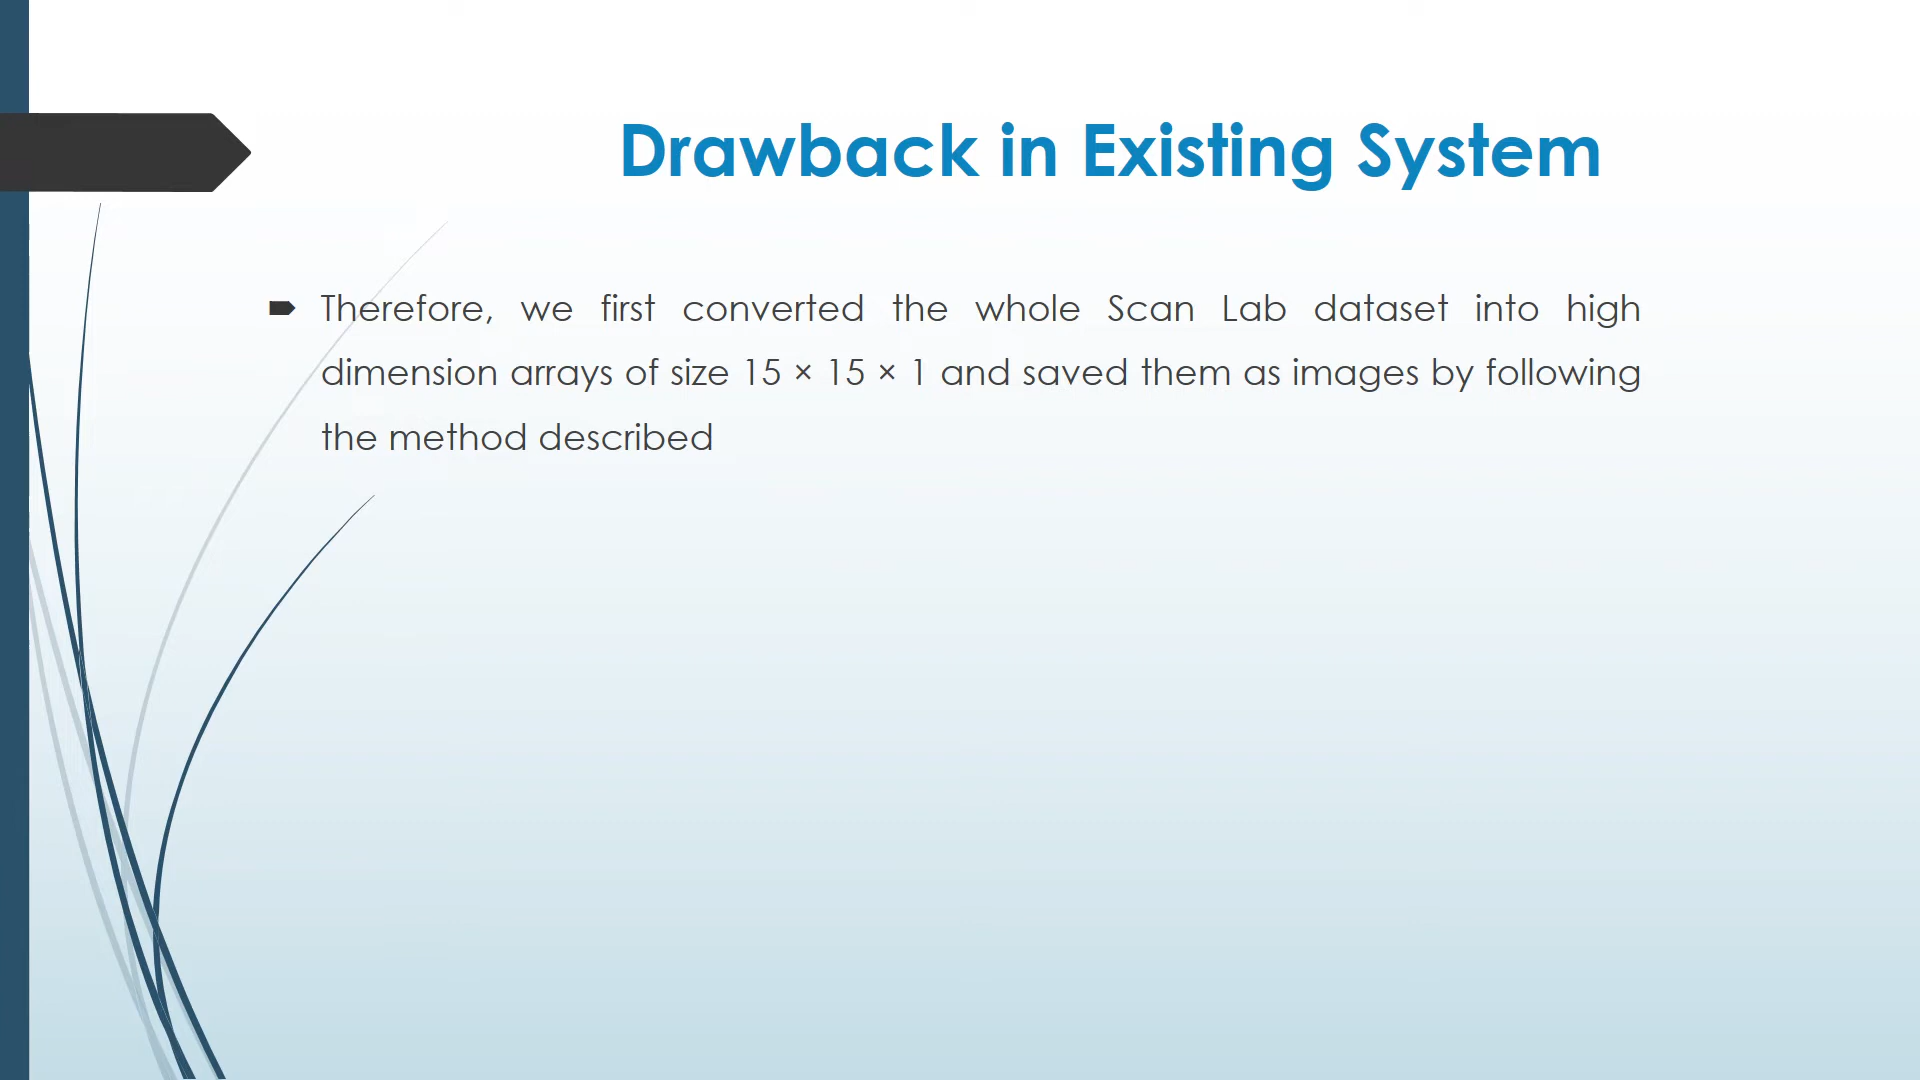 Drawback in Existing System
Therefore, we first converted the whole Scan Lab dataset into high
dimension arrays of size 15 × 15 × 1 and saved them as images by following
the method described